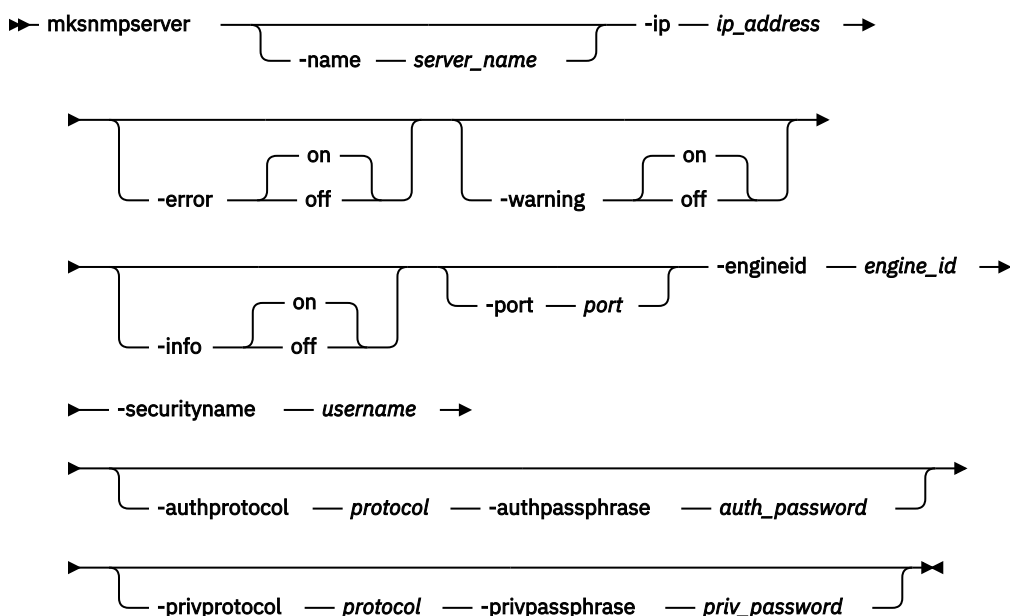 mksnmpserver -ip ip_address
-name server_name
on on
-error off -warning off
-engineid engine_id
on -port port
-info off
-securityname username
-authprotocol protocol -authpassphrase auth_password
-privprotocol protocol -privpassphrase priv_password